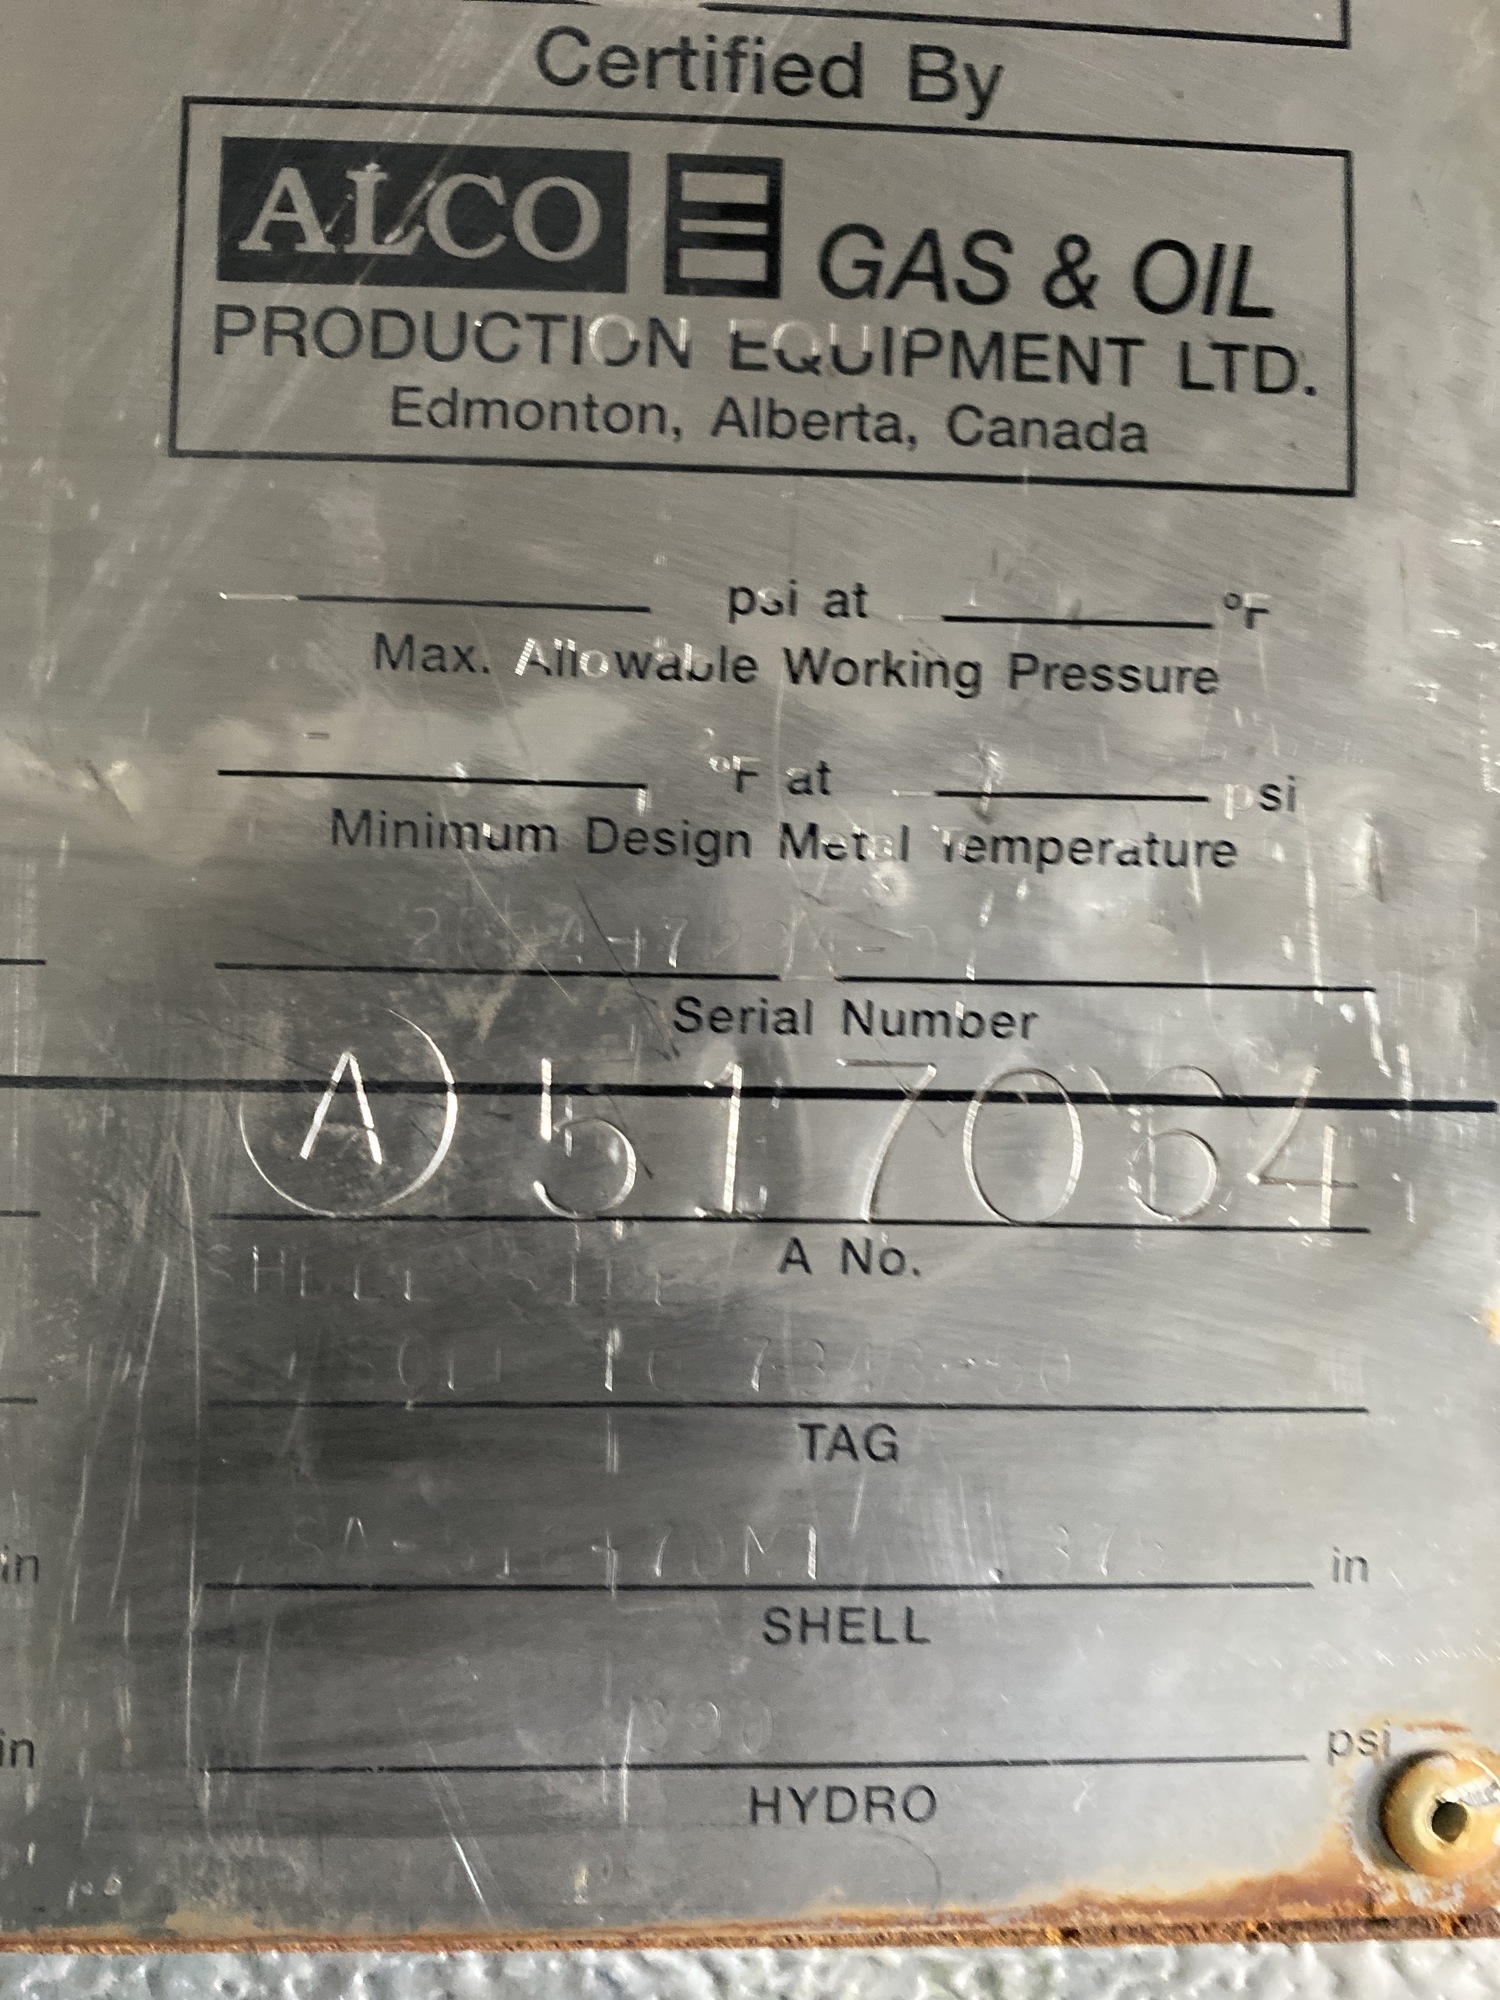 Certified By
ALCO GAS & OIL
PRODUCTION EQUIPMENT LTD.
Edmonton, Alberta, Canada
psi at °F
Max. Allowable Working Pressure
°F at psi
Minimum Design Metal Temperature
Serial Number
A 517064
A No.
TAG
in in
SHELL
in psi
HYDRO